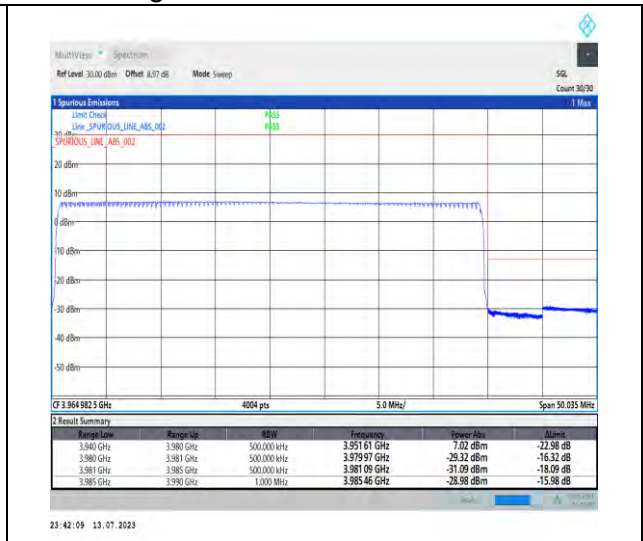 MultiView Spectrum
Ref Level 30.00 dBm Offset 8.97 dB Mode Sweep SGL
Count 30/30
1 Spurious Emissions 1 Max
Limit Check PASS
Line _SPURIOUS_LINE_ABS_002 PASS
_SPURIOUS_LINE_ABS_002
20 dBm
10 dBm
0 dBm
-10 dBm
-20 dBm
-30 dBm
-40 dBm
-50 dBm
CF 3.964 982 5 GHz 4004 pts 5.0 MHz/ Span 50.035 MHz
2 Result Summary
Range Low Range Up RBW Frequency Power Abs ΔLimit
3.940 GHz 3.980 GHz 500.000 kHz 3.951 61 GHz 7.02 dBm -22.98 dB
3.980 GHz 3.981 GHz 500.000 kHz 3.979 97 GHz -29.32 dBm -16.32 dB
3.981 GHz 3.985 GHz 500.000 kHz 3.981 09 GHz -31.09 dBm -18.09 dB
3.985 GHz 3.990 GHz 1.000 MHz 3.985 46 GHz -28.98 dBm -15.98 dB
23:42:09 13.07.2023